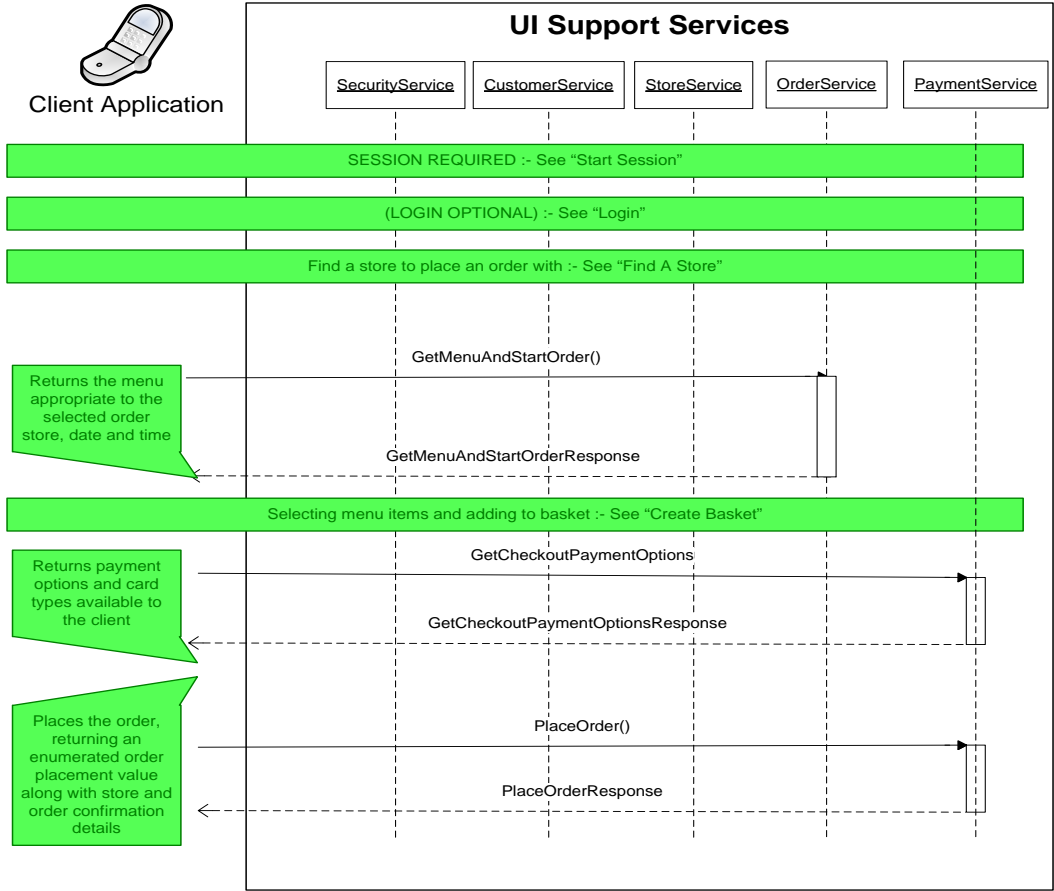 UI Support Services
Client Application
SecurityService
CustomerService
StoreService
OrderService
PaymentService
SESSION REQUIRED :- See “Start Session”
(LOGIN OPTIONAL) :- See “Login”
Find a store to place an order with :- See “Find A Store”
GetMenuAndStartOrder()
Returns the menu
appropriate to the
selected order
store, date and time
GetMenuAndStartOrderResponse
Selecting menu items and adding to basket :- See “Create Basket”
GetCheckoutPaymentOptions
Returns payment
options and card
types available to
the client
GetCheckoutPaymentOptionsResponse
Places the order,
returning an
enumerated order
placement value
along with store and
order confirmation
details
PlaceOrder()
PlaceOrderResponse